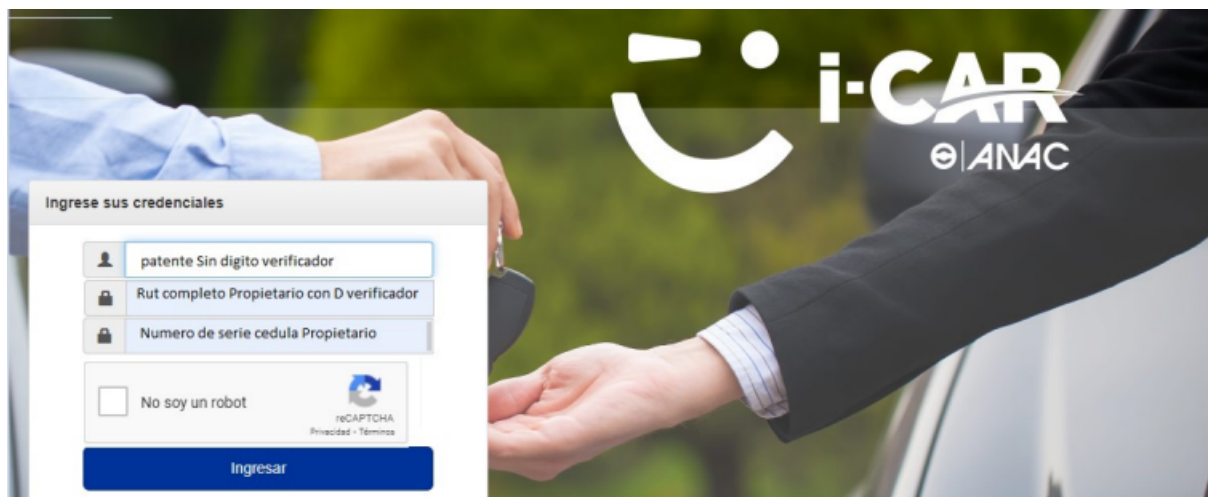 i-CAR
ANAC
Ingrese sus credenciales
patente Sin digito verificador
Rut completo Propietario con D verificador
Numero de serie cedula Propietario
No soy un robot
reCAPTCHA
Privacidad - Términos
Ingresar